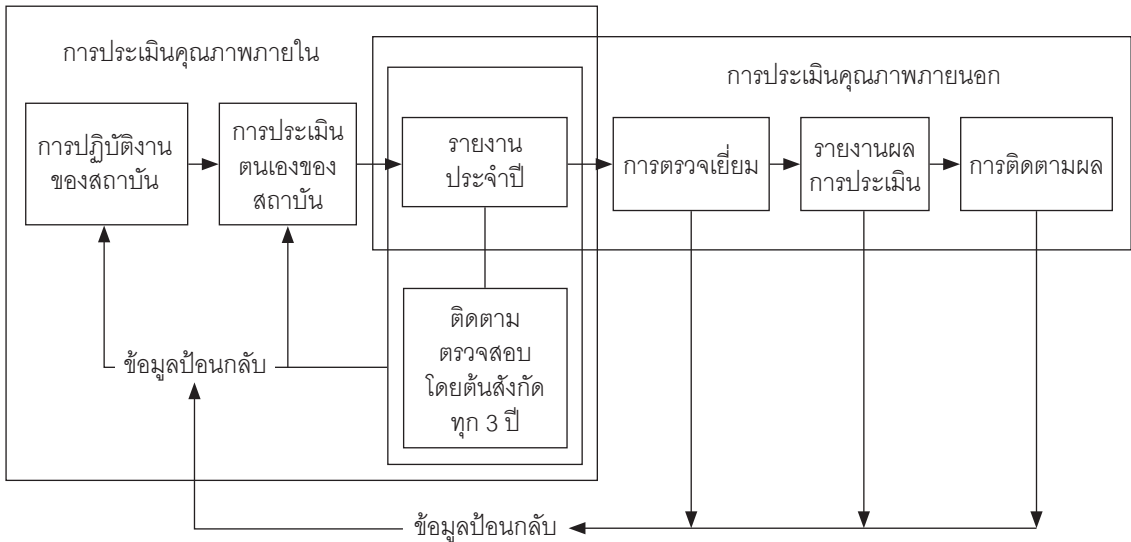 การประเมินคุณภาพภายใน
การประเมินคุณภาพภายนอก
การปฏิบัติงาน
ของสถาบัน
การประเมิน
ตนเองของ
สถาบัน
รายงาน
ประจำปี
การตรวจเยี่ยม
รายงานผล
การประเมิน
การติดตามผล
ติดตาม
ตรวจสอบ
โดยต้นสังกัด
ทุก 3 ปี
ข้อมูลป้อนกลับ
ข้อมูลป้อนกลับ